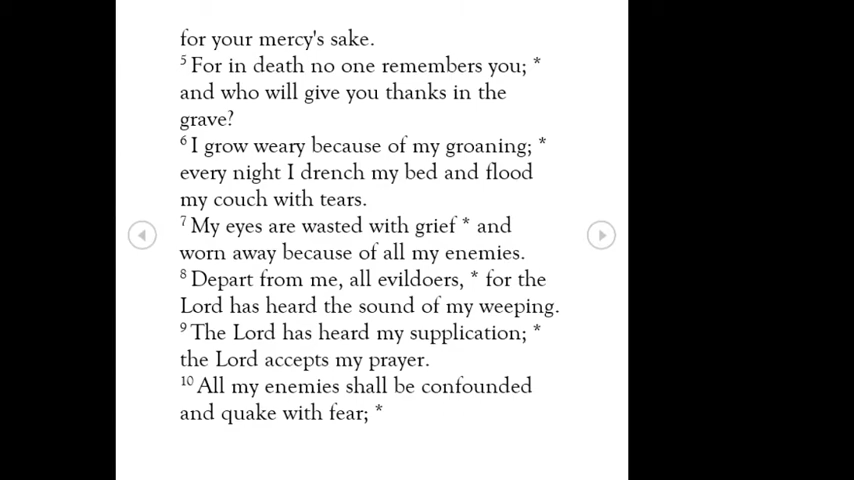 for your mercy's sake.
⁵ For in death no one remembers you; *
and who will give you thanks in the
grave?
⁶ I grow weary because of my groaning; *
every night I drench my bed and flood
my couch with tears.
⁷ My eyes are wasted with grief * and
worn away because of all my enemies.
⁸ Depart from me, all evildoers, * for the
Lord has heard the sound of my weeping.
⁹ The Lord has heard my supplication; *
the Lord accepts my prayer.
¹⁰ All my enemies shall be confounded
and quake with fear; *